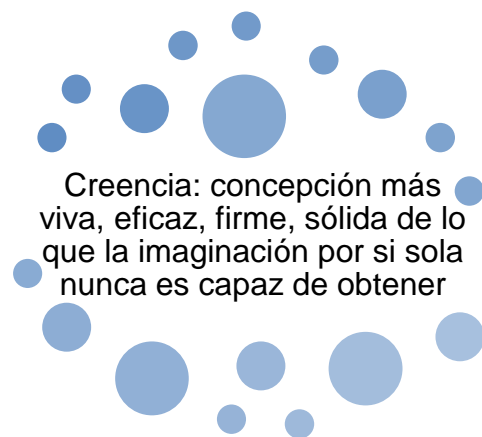 Creencia: concepción más
viva, eficaz, firme, sólida de lo
que la imaginación por si sola
nunca es capaz de obtener